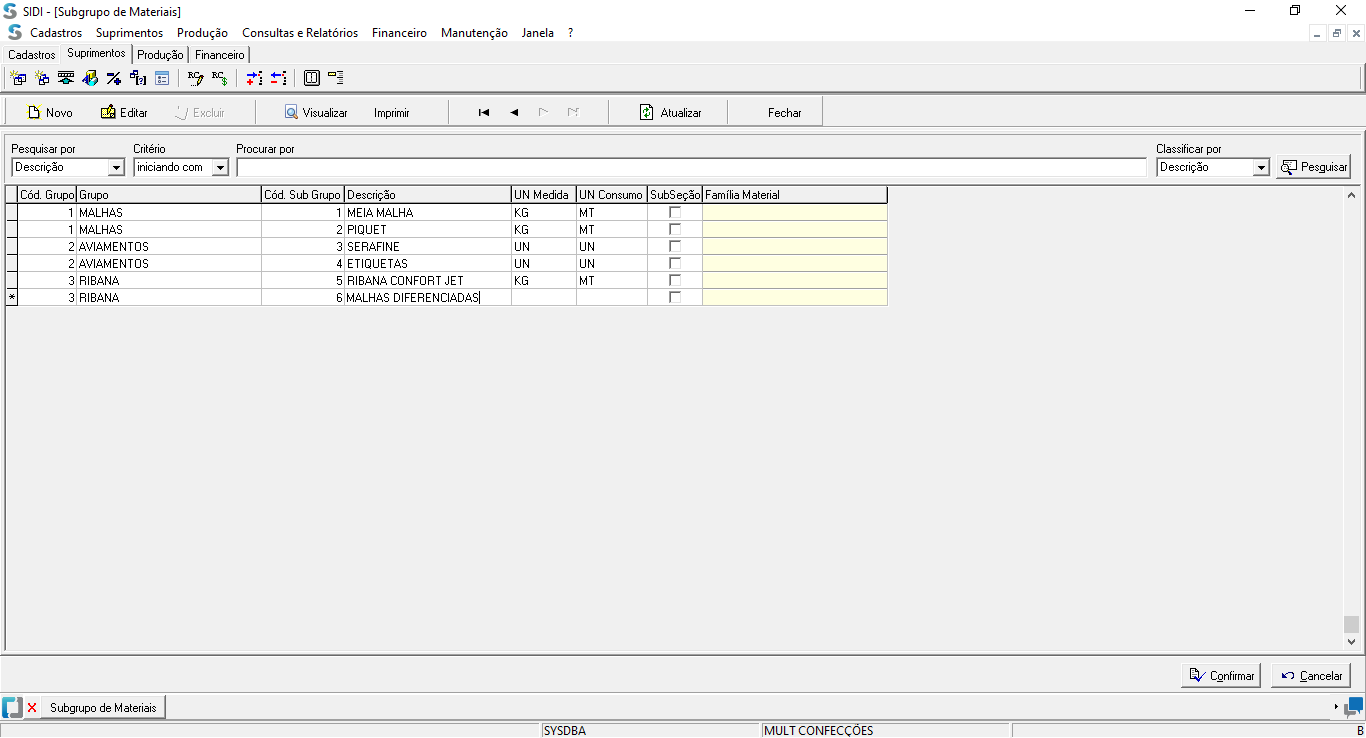 SIDI - [Subgrupo de Materiais]
Cadastros Suprimentos Produção Consultas e Relatórios Financeiro Manutenção Janela ?
Cadastros Suprimentos Produção Financeiro
Novo Editar Excluir Visualizar Imprimir Atualizar Fechar
Pesquisar por Critério Procurar por Classificar por
Descrição iniciando com Descrição Pesquisar
Cód. Grupo Grupo Cód. Sub Grupo Descrição UN Medida UN Consumo SubSeção Família Material
1 MALHAS 1 MEIA MALHA KG MT
1 MALHAS 2 PIQUET KG MT
2 AVIAMENTOS 3 SERAFINE UN UN
2 AVIAMENTOS 4 ETIQUETAS UN UN
3 RIBANA 5 RIBANA CONFORT JET KG MT
* 3 RIBANA 6 MALHAS DIFERENCIADAS
Confirmar Cancelar
Subgrupo de Materiais
SYSDBA MULT CONFECÇÕES B